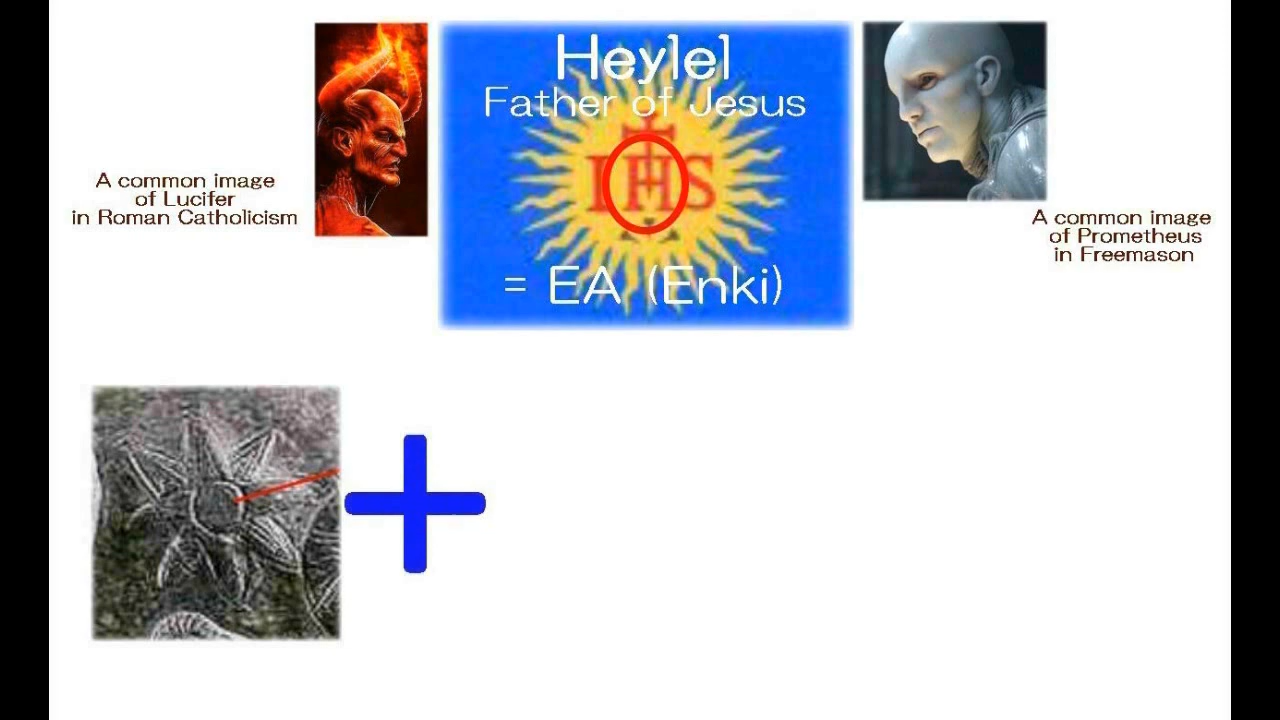 Heylel
Father of Jesus
IHS
= EA (Enki)
A common image
of Lucifer
in Roman Catholicism
A common image
of Prometheus
in Freemason